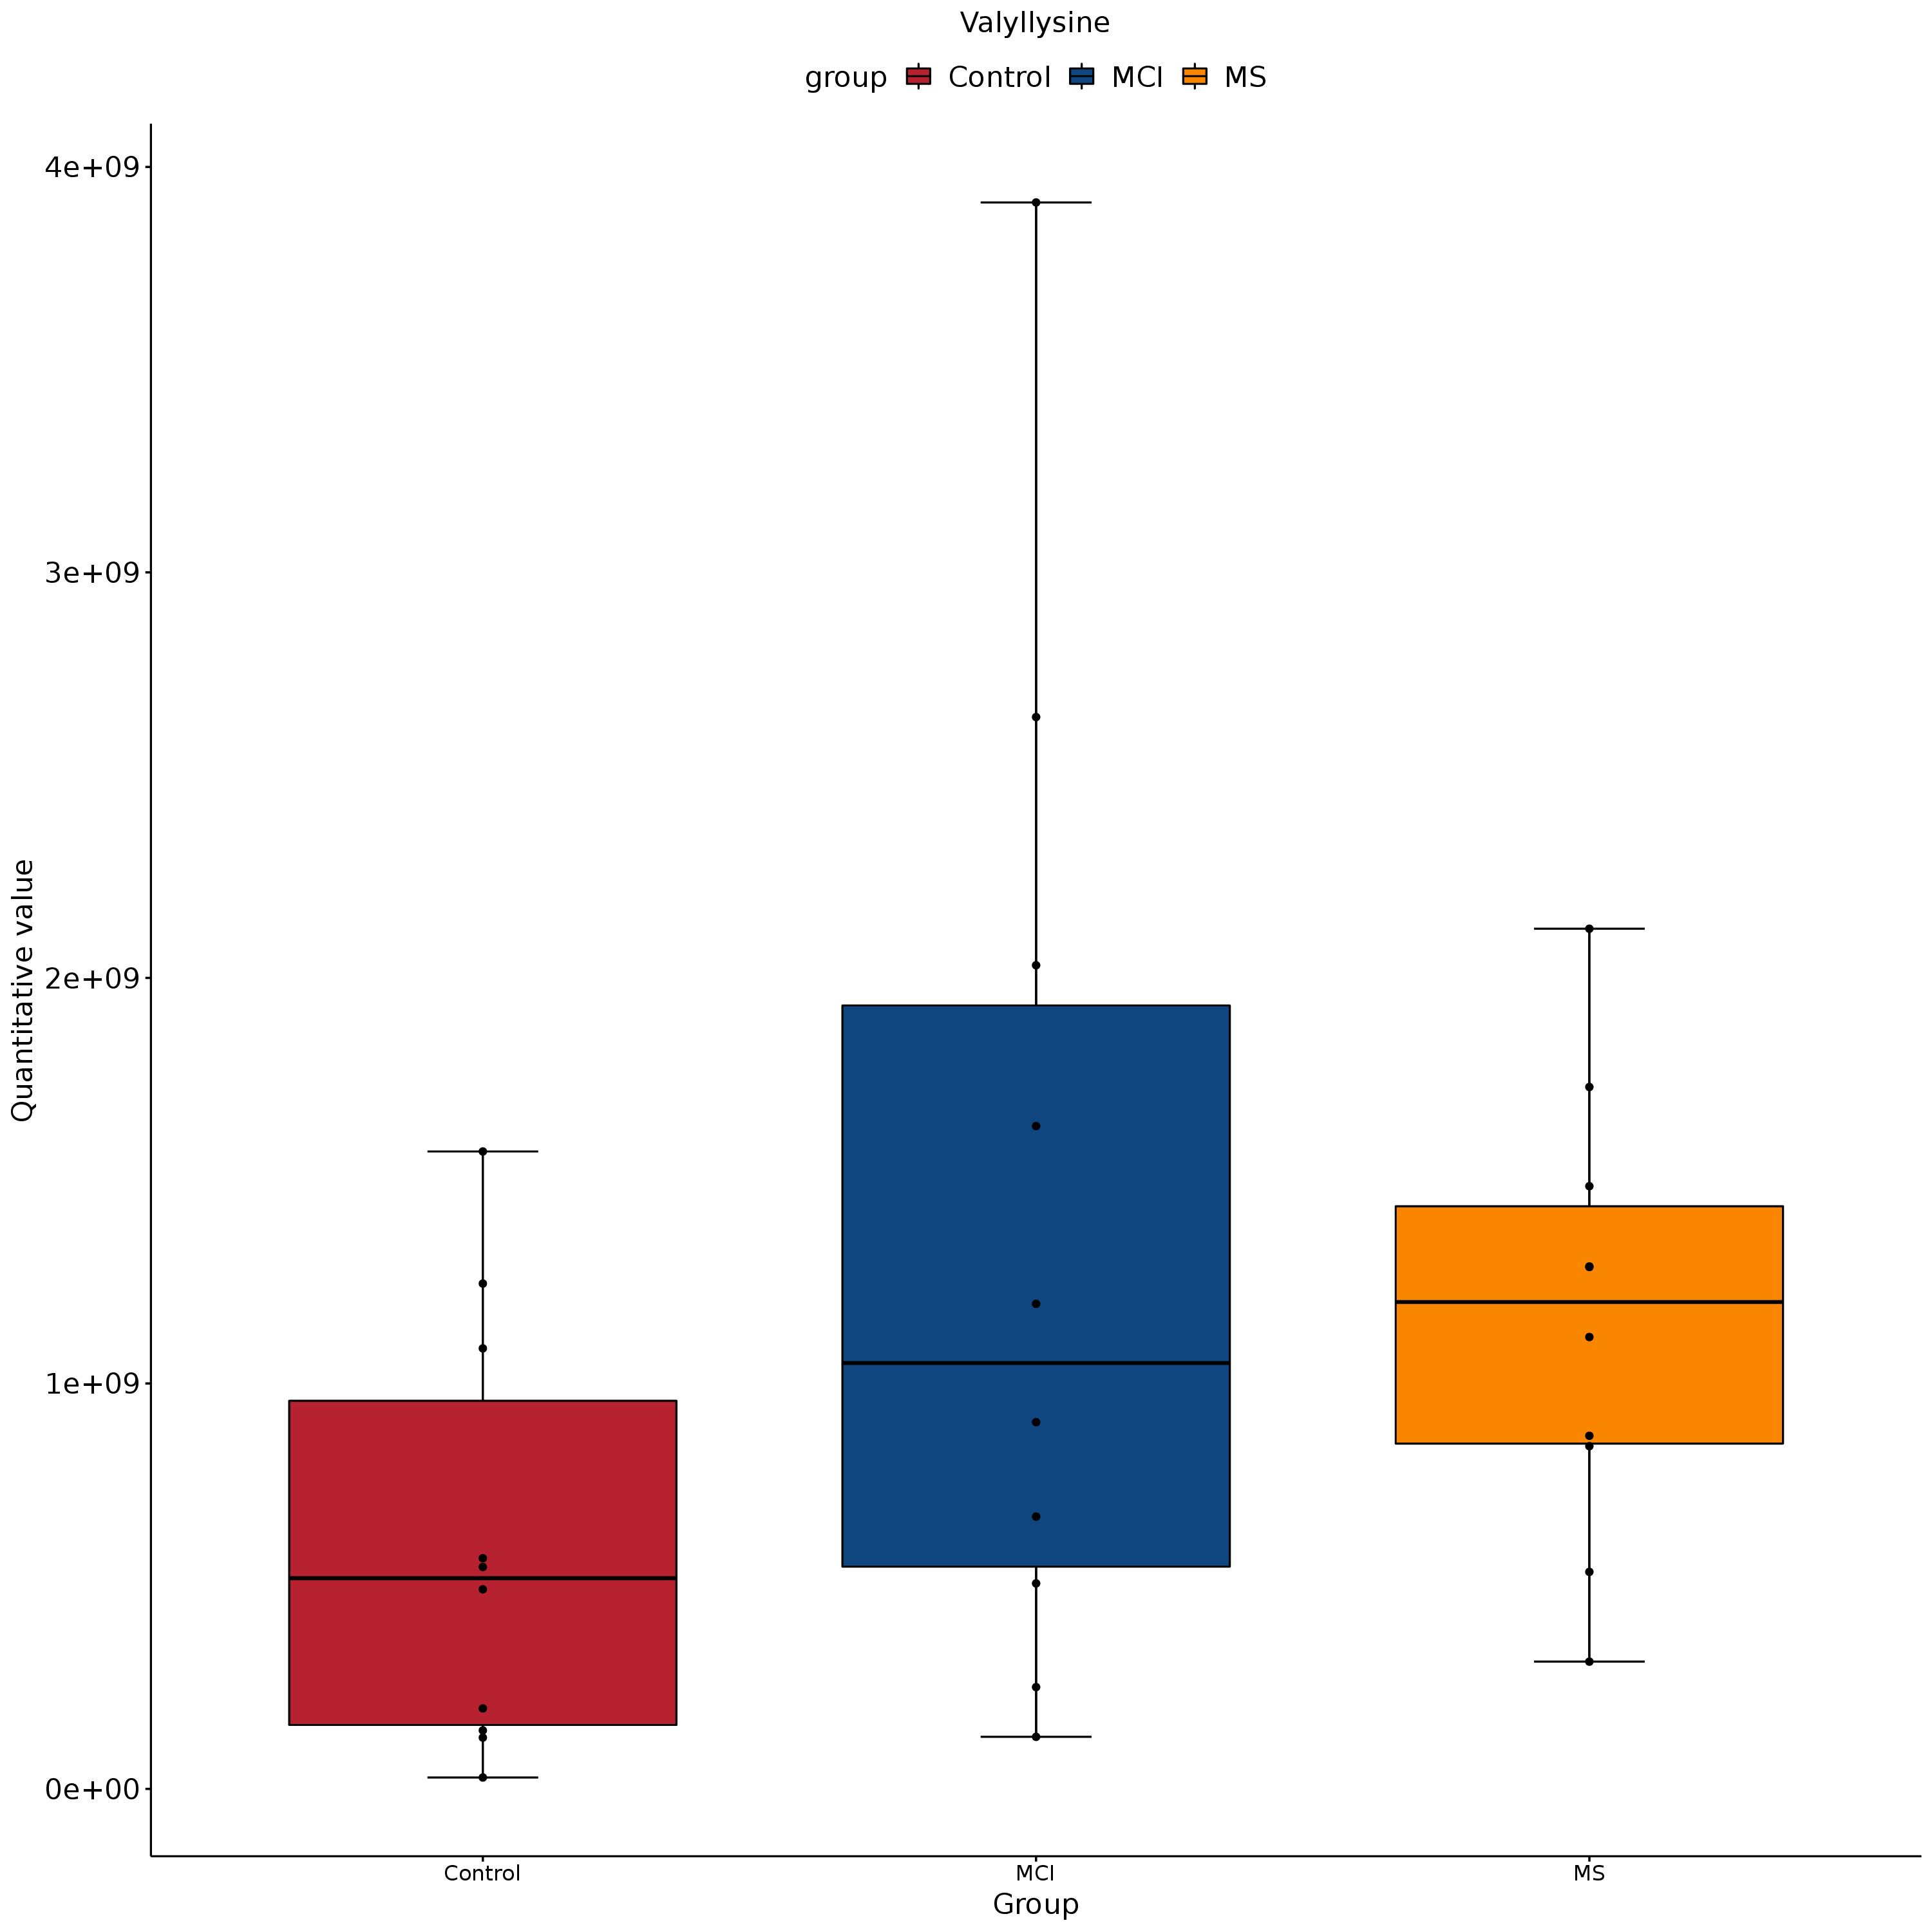 Valyllysine
group Control MCI MS
4e+09
3e+09
2e+09
1e+09
0e+00
Quantitative value
Control MCI MS
Group